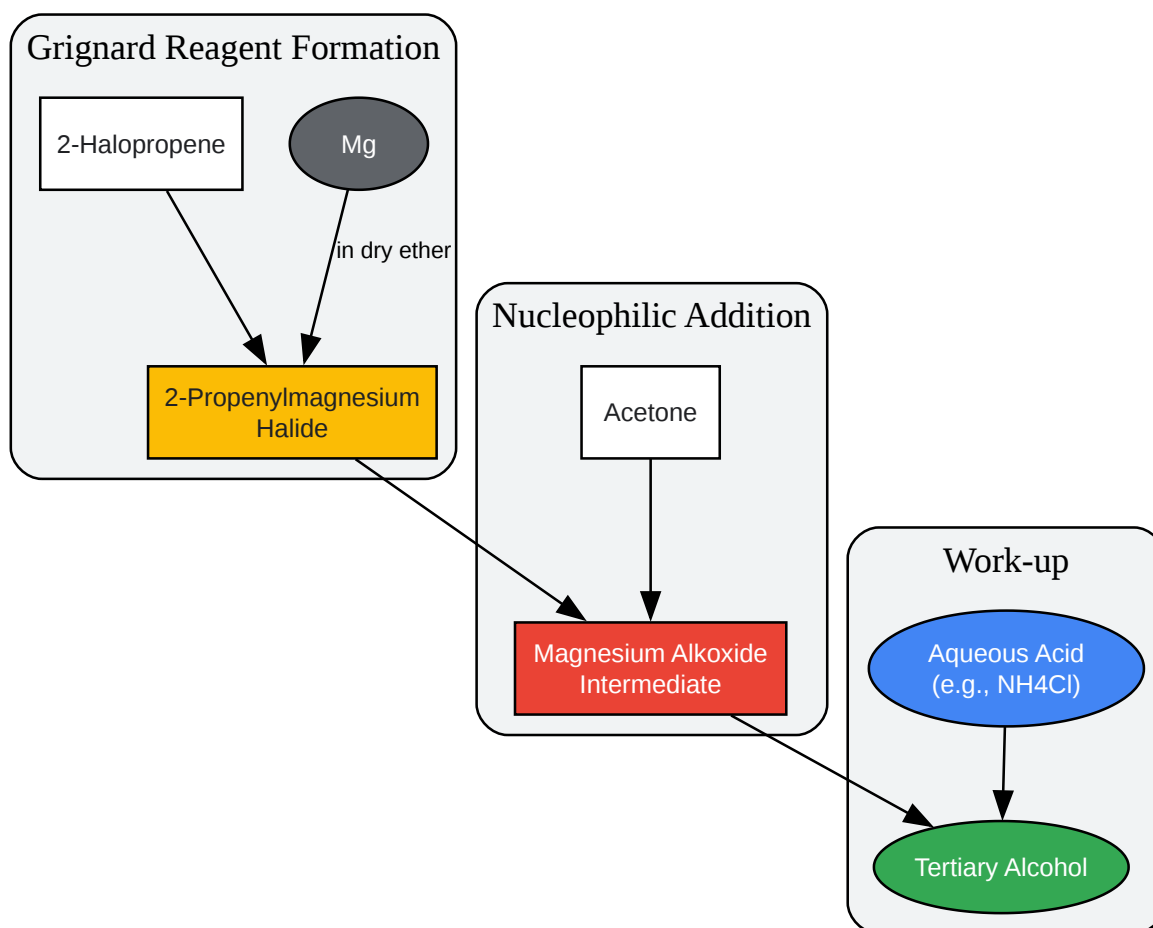 Grignard Reagent Formation
2-Halopropene
Mg
in dry ether
2-Propenylmagnesium
Halide
Nucleophilic Addition
Acetone
Magnesium Alkoxide
Intermediate
Work-up
Aqueous Acid
(e.g., NH4Cl)
Tertiary Alcohol